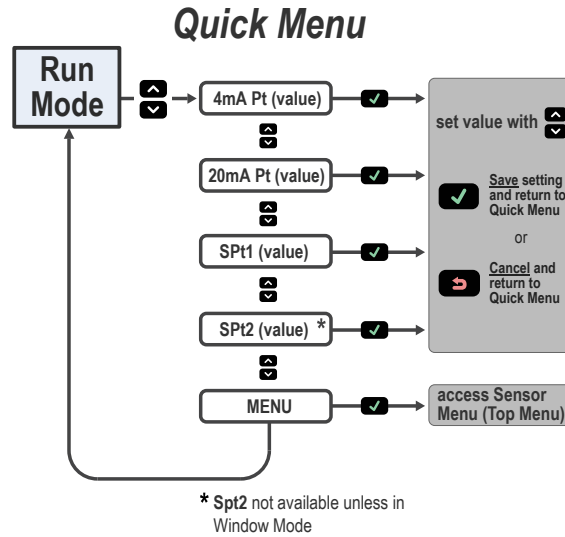 Quick Menu
Run
Mode
4mA Pt (value)
20mA Pt (value)
SPt1 (value)
SPt2 (value) *
MENU
set value with
Save setting
and return to
Quick Menu
or
Cancel and
return to
Quick Menu
access Sensor
Menu (Top Menu)
* Spt2 not available unless in
Window Mode